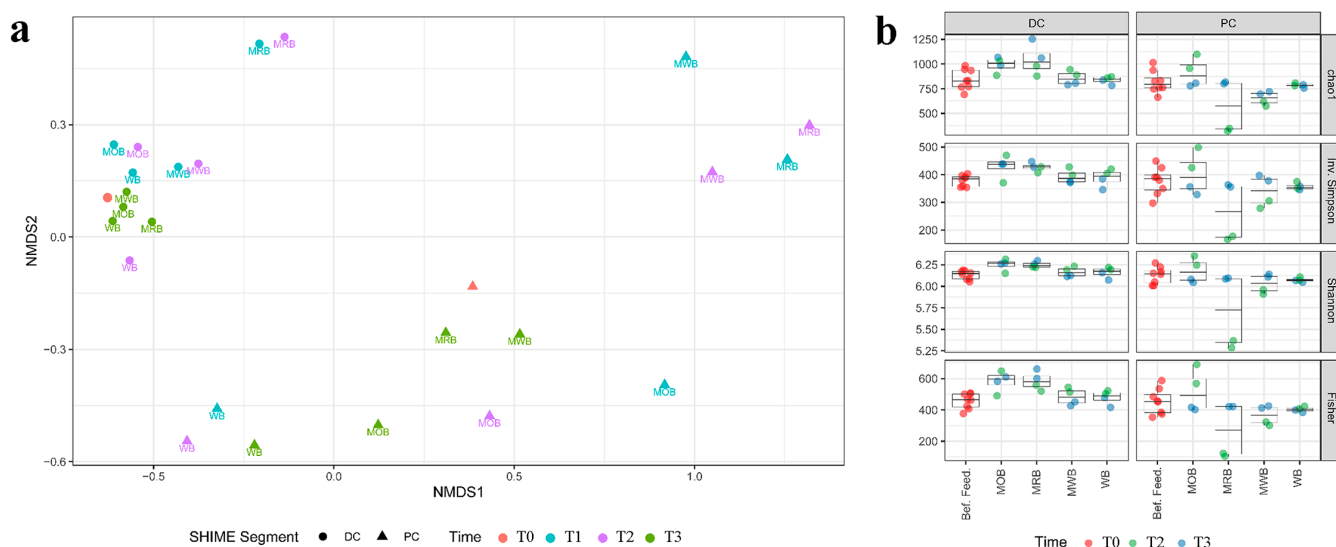 a
MRB
MRB
MWB
0.3
MRB
MOB
MOB
MRB
WB
MWB
MWB
MWB
MWB
MOB
0.0
WB
MRB
WB
NMDS2
−0.3
MRB
MWB
MOB
WB
MOB
MOB
WB
WB
−0.6
−0.5
0.0
0.5
1.0
NMDS1
SHIME Segment
DC
PC
Time
T0
T1
T2
T3
b
DC
PC
1250
1000
750
500
chao1
500
400
300
200
Inv. Simpson
6.25
6.00
5.75
5.50
5.25
Shannon
600
400
200
Fisher
Bef. Feed.
MOB
MRB
MWB
WB
Bef. Feed.
MOB
MRB
MWB
WB
Time
T0
T2
T3